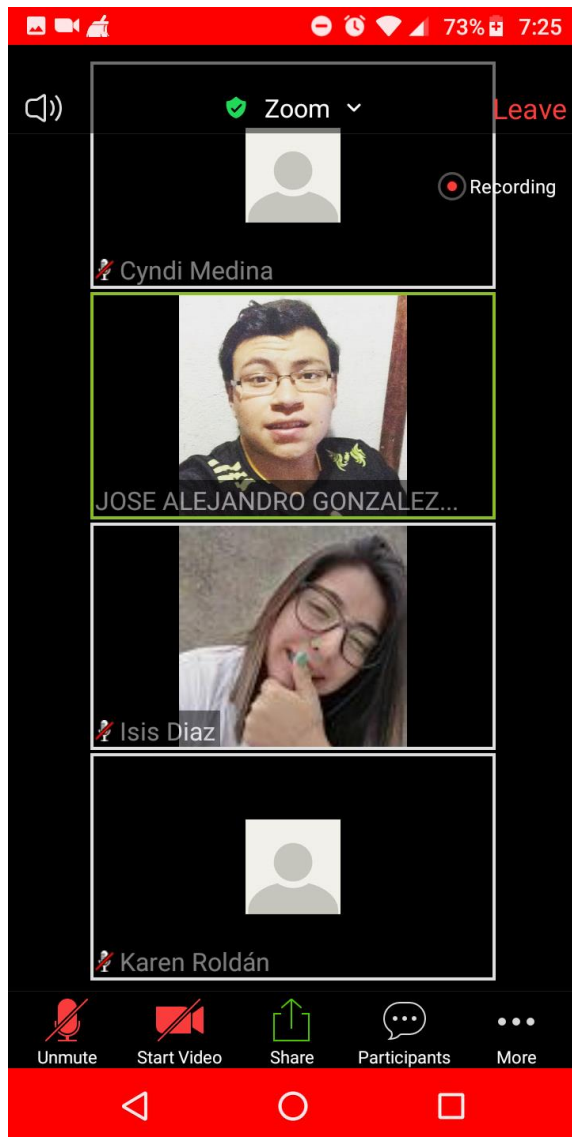 73% 7:25
Zoom Leave
Recording
Cyndi Medina
JOSE ALEJANDRO GONZALEZ...
Isis Diaz
Karen Roldán
Unmute Start Video Share Participants More